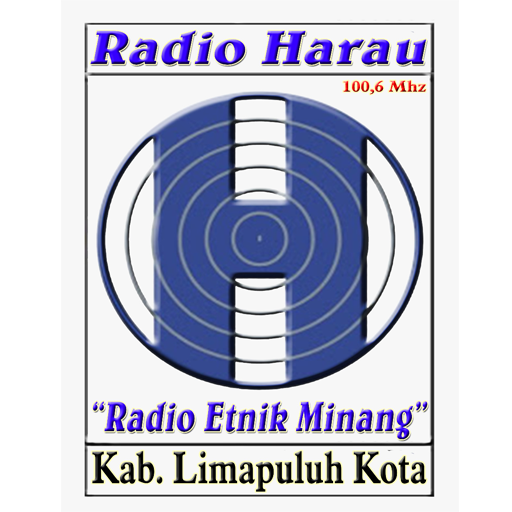 Radio Harau
100,6 Mhz
H
“Radio Etnik Minang”
Kab. Limapuluh Kota